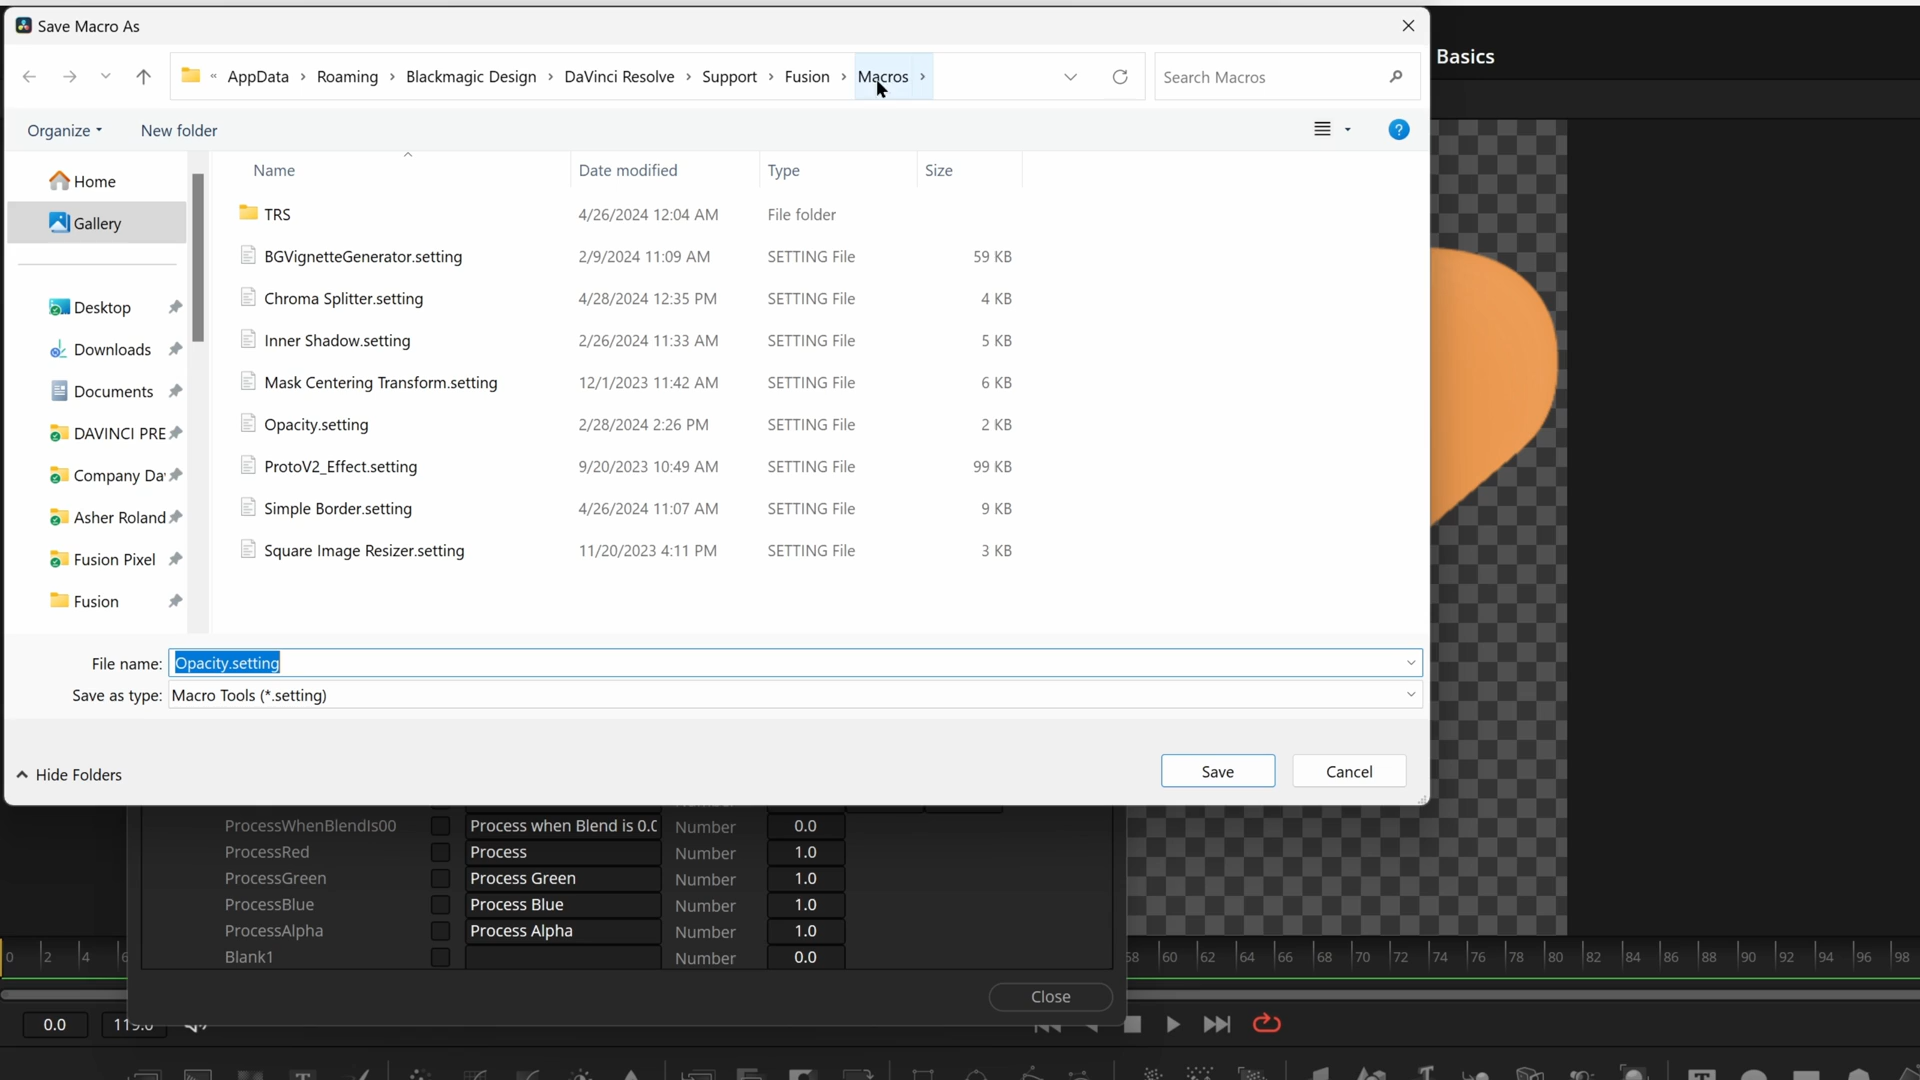 Save Macro As
Basics
« AppData › Roaming › Blackmagic Design › DaVinci Resolve › Support › Fusion › Macros ›
Search Macros
Organize
New folder
?
Name Date modified Type Size
Home
Gallery
Desktop
Downloads
Documents
DAVINCI PRE
Company Da
Asher Roland
Fusion Pixel
Fusion
TRS 4/26/2024 12:04 AM File folder
BGVignetteGenerator.setting 2/9/2024 11:09 AM SETTING File 59 KB
Chroma Splitter.setting 4/28/2024 12:35 PM SETTING File 4 KB
Inner Shadow.setting 2/26/2024 11:33 AM SETTING File 5 KB
Mask Centering Transform.setting 12/1/2023 11:42 AM SETTING File 6 KB
Opacity.setting 2/28/2024 2:26 PM SETTING File 2 KB
ProtoV2_Effect.setting 9/20/2023 10:49 AM SETTING File 99 KB
Simple Border.setting 4/26/2024 11:07 AM SETTING File 9 KB
Square Image Resizer.setting 11/20/2023 4:11 PM SETTING File 3 KB
File name: Opacity.setting
Save as type: Macro Tools (*.setting)
Hide Folders
Save
Cancel
ProcessWhenBlendIs00 Process when Blend is 0.0 Number 0.0
ProcessRed Process Number 1.0
ProcessGreen Process Green Number 1.0
ProcessBlue Process Blue Number 1.0
ProcessAlpha Process Alpha Number 1.0
Blank1 Number 0.0
Close
0 2 4 6 58 60 62 64 66 68 70 72 74 76 78 80 82 84 86 88 90 92 94 96 98
0.0 119.0